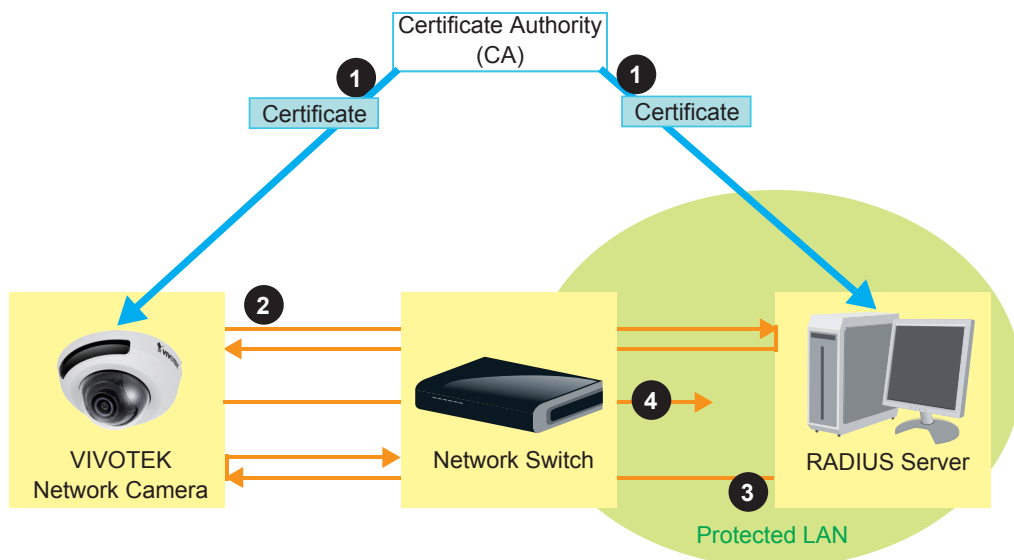 Certificate Authority
(CA)
1
1
Certificate
Certificate
2
VIVOTEK
4
VIVOTEK
Network Camera
Network Switch
RADIUS Server
3
Protected LAN